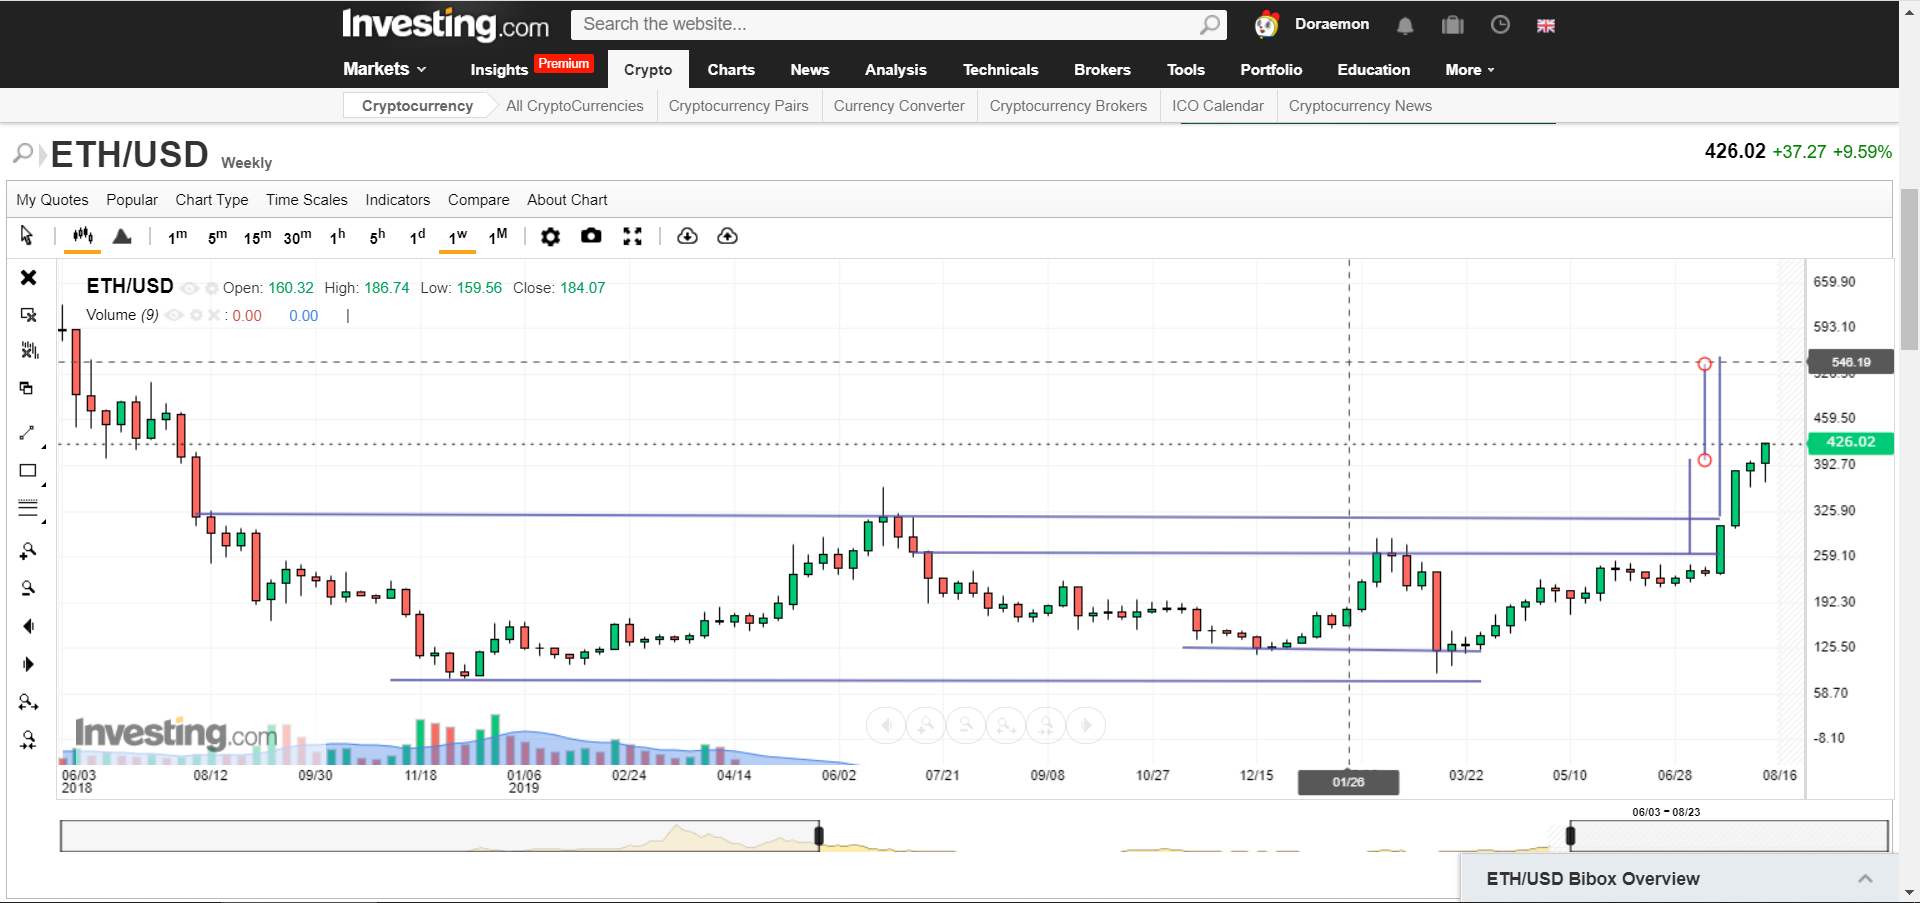 Investing.com Search the website... Doraemon
Markets Insights Premium Crypto Charts News Analysis Technicals Brokers Tools Portfolio Education More
Cryptocurrency All CryptoCurrencies Cryptocurrency Pairs Currency Converter Cryptocurrency Brokers ICO Calendar Cryptocurrency News
ETH/USD Weekly 426.02 +37.27 +9.59%
My Quotes Popular Chart Type Time Scales Indicators Compare About Chart
1m 5m 15m 30m 1h 5h 1d 1w 1M
ETH/USD Open: 160.32 High: 186.74 Low: 159.56 Close: 184.07
Volume (9) : 0.00 0.00
659.90
593.10
546.19
459.50
426.02
392.70
325.90
259.10
192.30
125.50
58.70
-8.10
Investing.com
06/03 08/12 09/30 11/18 01/06 02/24 04/14 06/02 07/21 09/08 10/27 12/15 01/26 03/22 05/10 06/28 08/16
2018 2019
06/03 - 08/23
ETH/USD Bibox Overview